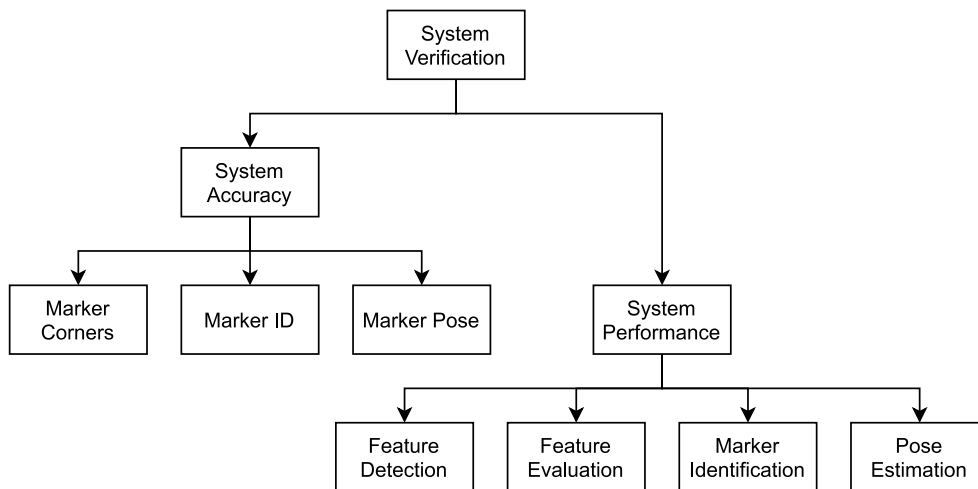 System
Verification
System
Accuracy
Marker
Corners
Marker ID
Marker Pose
System
Performance
Feature
Detection
Feature
Evaluation
Marker
Identification
Pose
Estimation